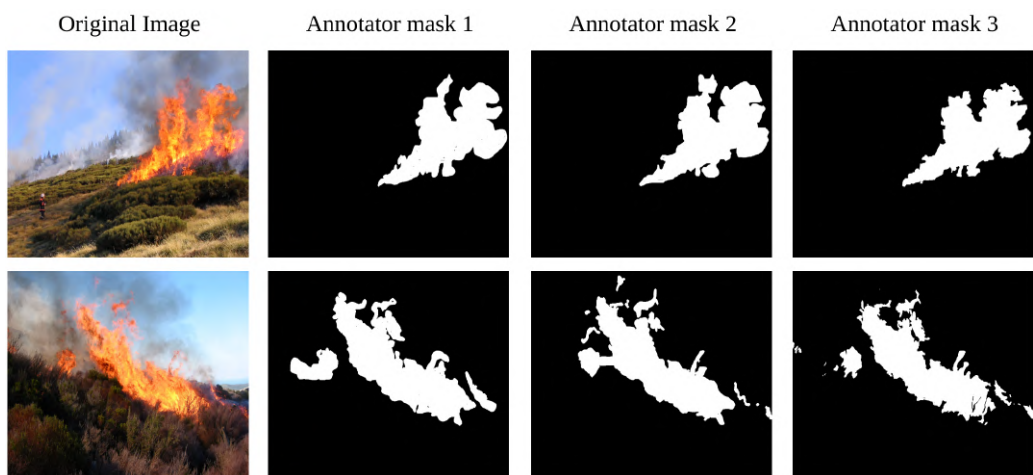 Original Image
Annotator mask 1
Annotator mask 2
Annotator mask 3